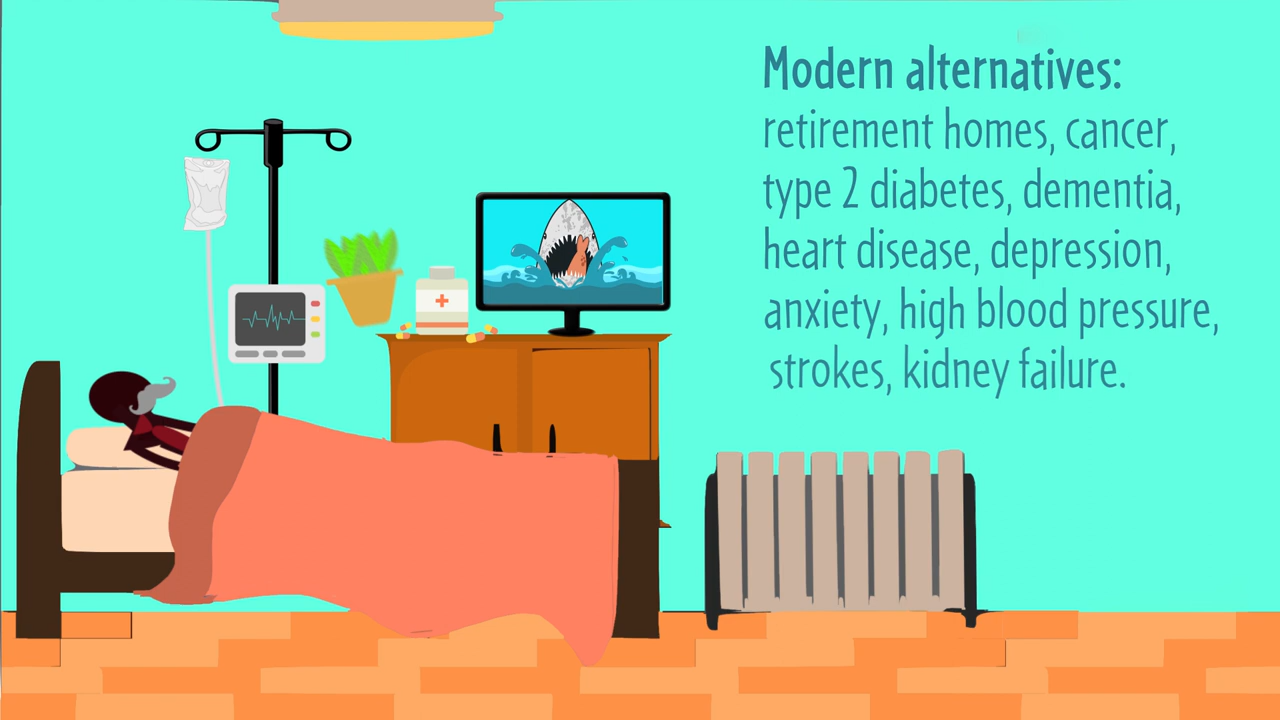 Modern alternatives:
retirement homes, cancer,
type 2 diabetes, dementia,
heart disease, depression,
anxiety, high blood pressure,
strokes, kidney failure.